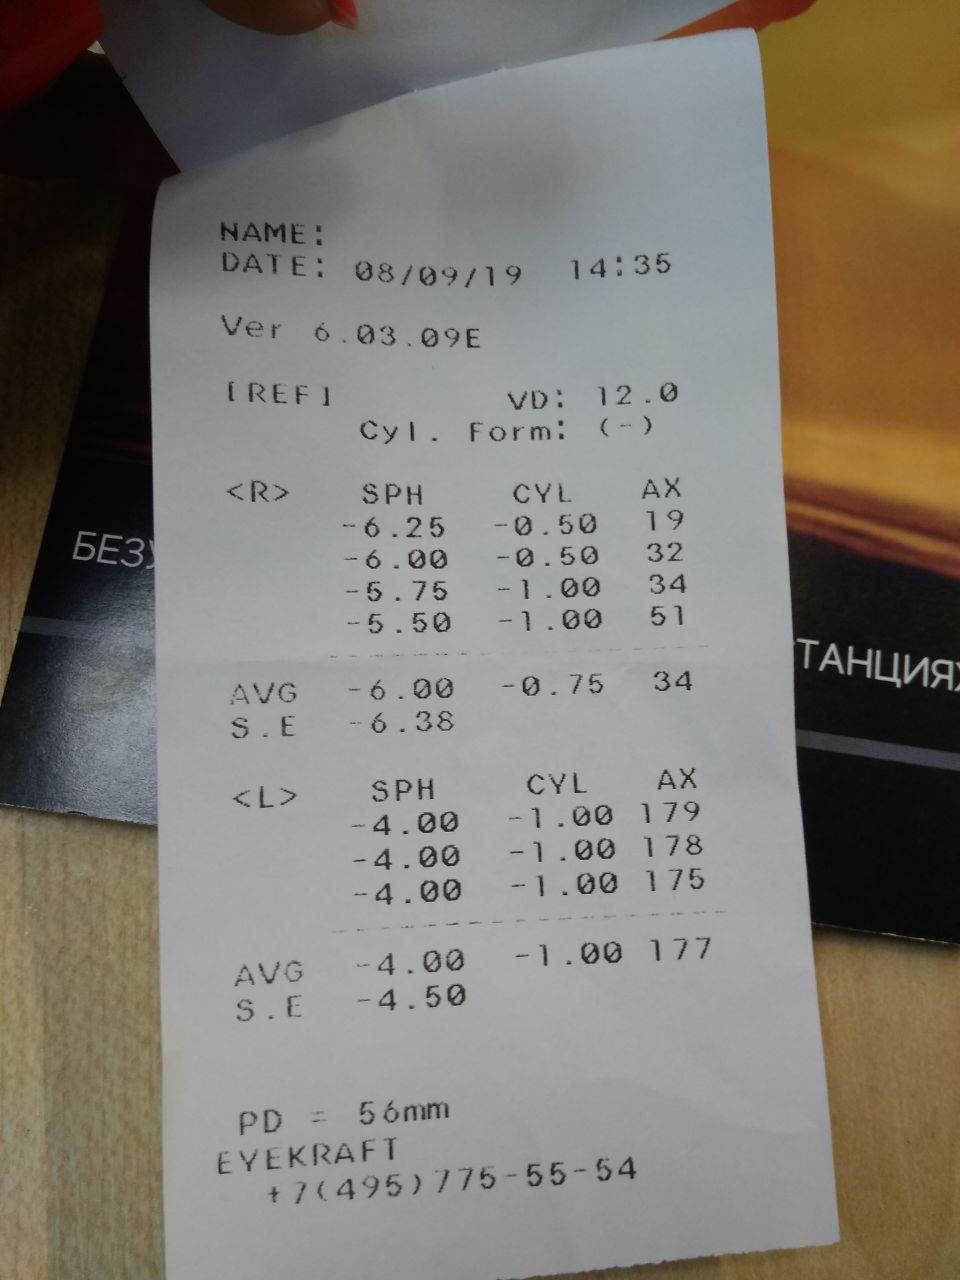 NAME:
DATE: 08/09/19 14:35
Ver 6.03.09E
[REF] VD: 12.0
Cyl. Form: (-)
<R> SPH CYL AX
-6.25 -0.50 19
-6.00 -0.50 32
-5.75 -1.00 34
-5.50 -1.00 51
AVG -6.00 -0.75 34
S.E -6.38
<L> SPH CYL AX
-4.00 -1.00 179
-4.00 -1.00 178
-4.00 -1.00 175
AVG -4.00 -1.00 177
S.E -4.50
PD = 56mm
EYEKRAFT
+7(495)775-55-54
ТАНЦИЯХ